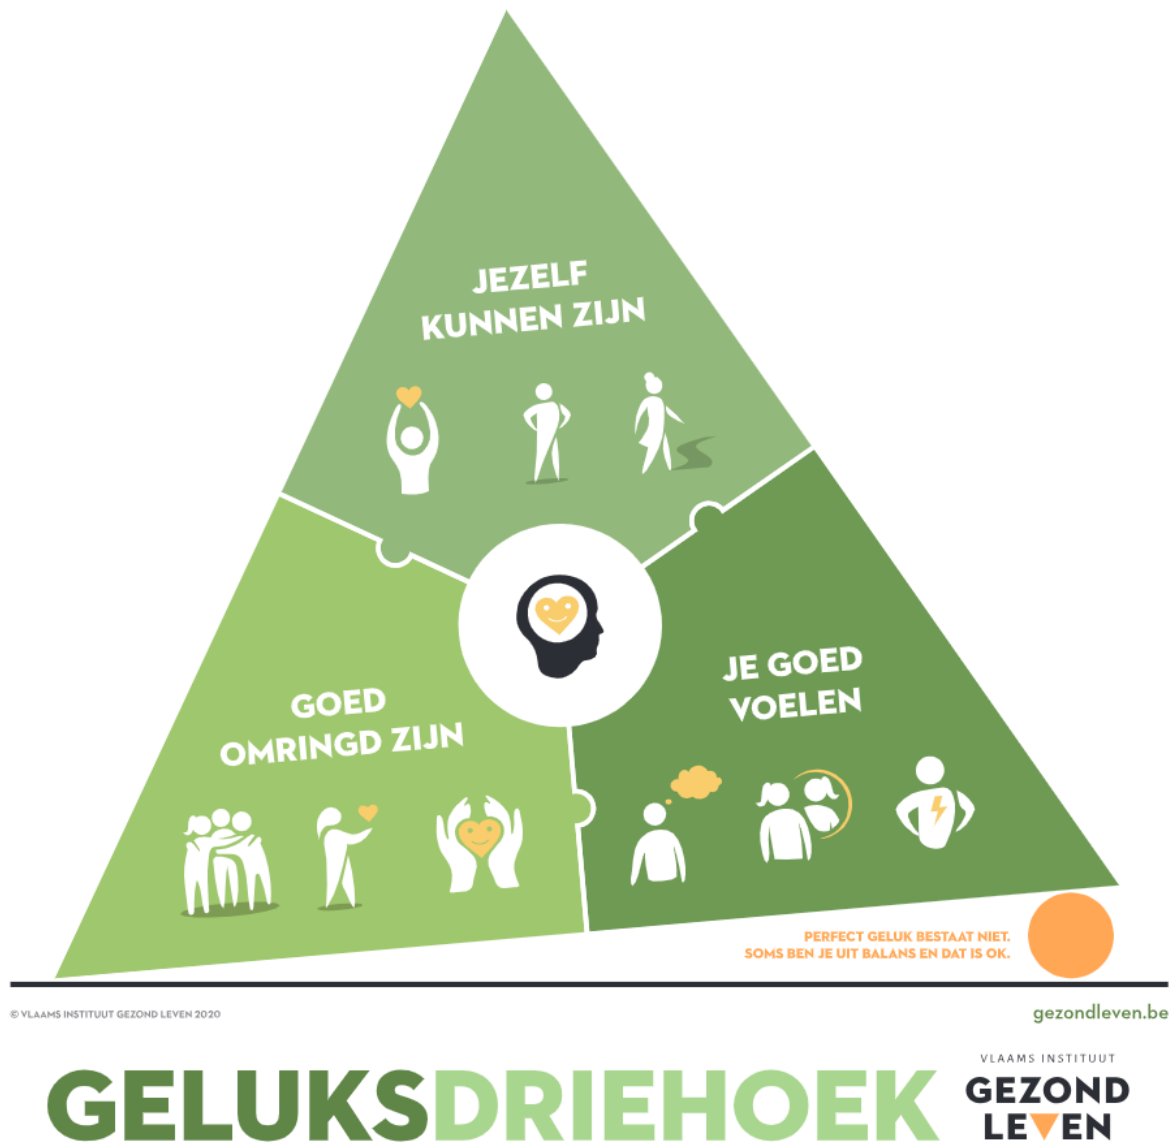 JEZELF
KUNNEN ZIJN
GOED
OMRINGD ZIJN
JE GOED
VOELEN
PERFECT GELUK BESTAAT NIET.
SOMS BEN JE UIT BALANS EN DAT IS OK.
© VLAAMS INSTITUUT GEZOND LEVEN 2020
gezondleven.be
GELUKSDRIEHOEK
VLAAMS INSTITUUT
GEZOND
LEVEN